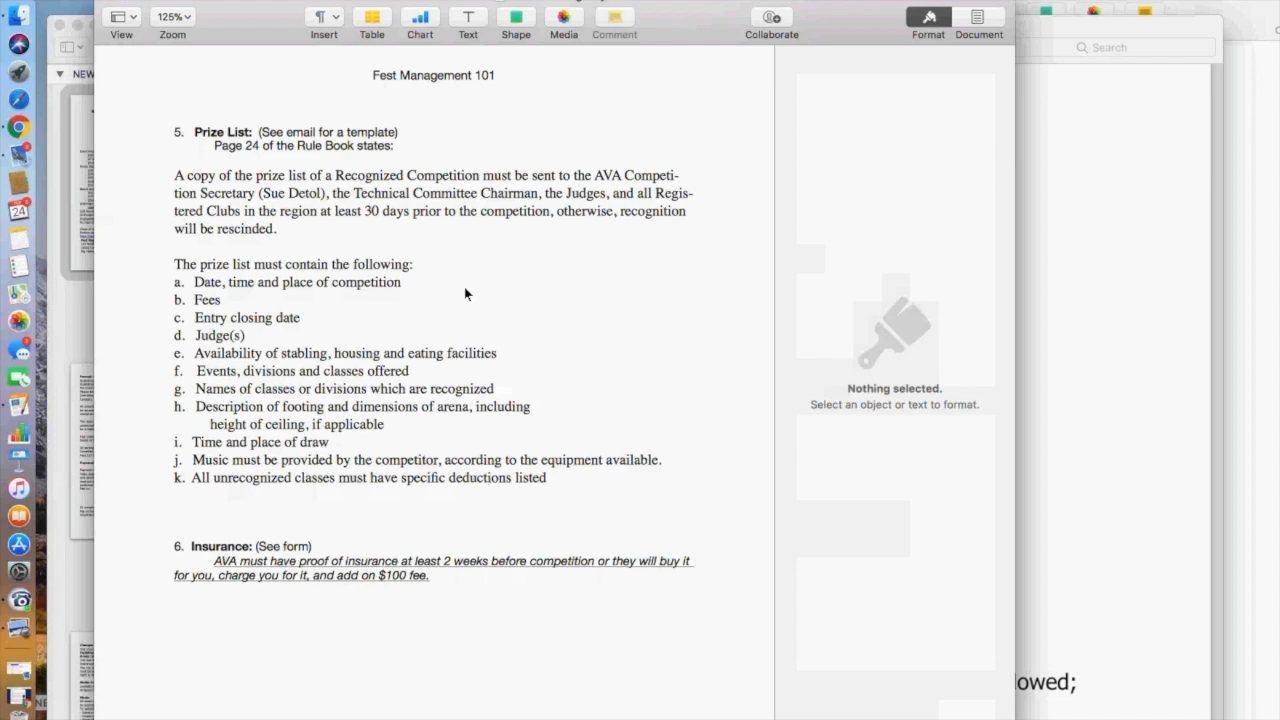 125%
View
Zoom
Insert
Table
Chart
Text
Shape
Media
Comment
Collaborate
Format
Document
Search
NEW
24
Fest Management 101
5. Prize List: (See email for a template)
Page 24 of the Rule Book states:
A copy of the prize list of a Recognized Competition must be sent to the AVA Competi-
tion Secretary (Sue Detol), the Technical Committee Chairman, the Judges, and all Regis-
tered Clubs in the region at least 30 days prior to the competition, otherwise, recognition
will be rescinded.
The prize list must contain the following:
a. Date, time and place of competition
b. Fees
c. Entry closing date
d. Judge(s)
e. Availability of stabling, housing and eating facilities
f. Events, divisions and classes offered
g. Names of classes or divisions which are recognized
h. Description of footing and dimensions of arena, including
height of ceiling, if applicable
i. Time and place of draw
j. Music must be provided by the competitor, according to the equipment available.
k. All unrecognized classes must have specific deductions listed
6. Insurance: (See form)
AVA must have proof of insurance at least 2 weeks before competition or they will buy it
for you, charge you for it, and add on $100 fee.
Nothing selected.
Select an object or text to format.
owed;